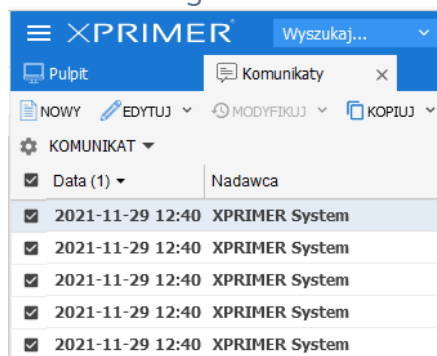 XPRIMER Wyszukaj...
Pulpit Komunikaty ×
NOWY EDYTUJ MODYFIKUJ KOPIUJ
KOMUNIKAT
Data (1) Nadawca
2021-11-29 12:40 XPRIMER System
2021-11-29 12:40 XPRIMER System
2021-11-29 12:40 XPRIMER System
2021-11-29 12:40 XPRIMER System
2021-11-29 12:40 XPRIMER System